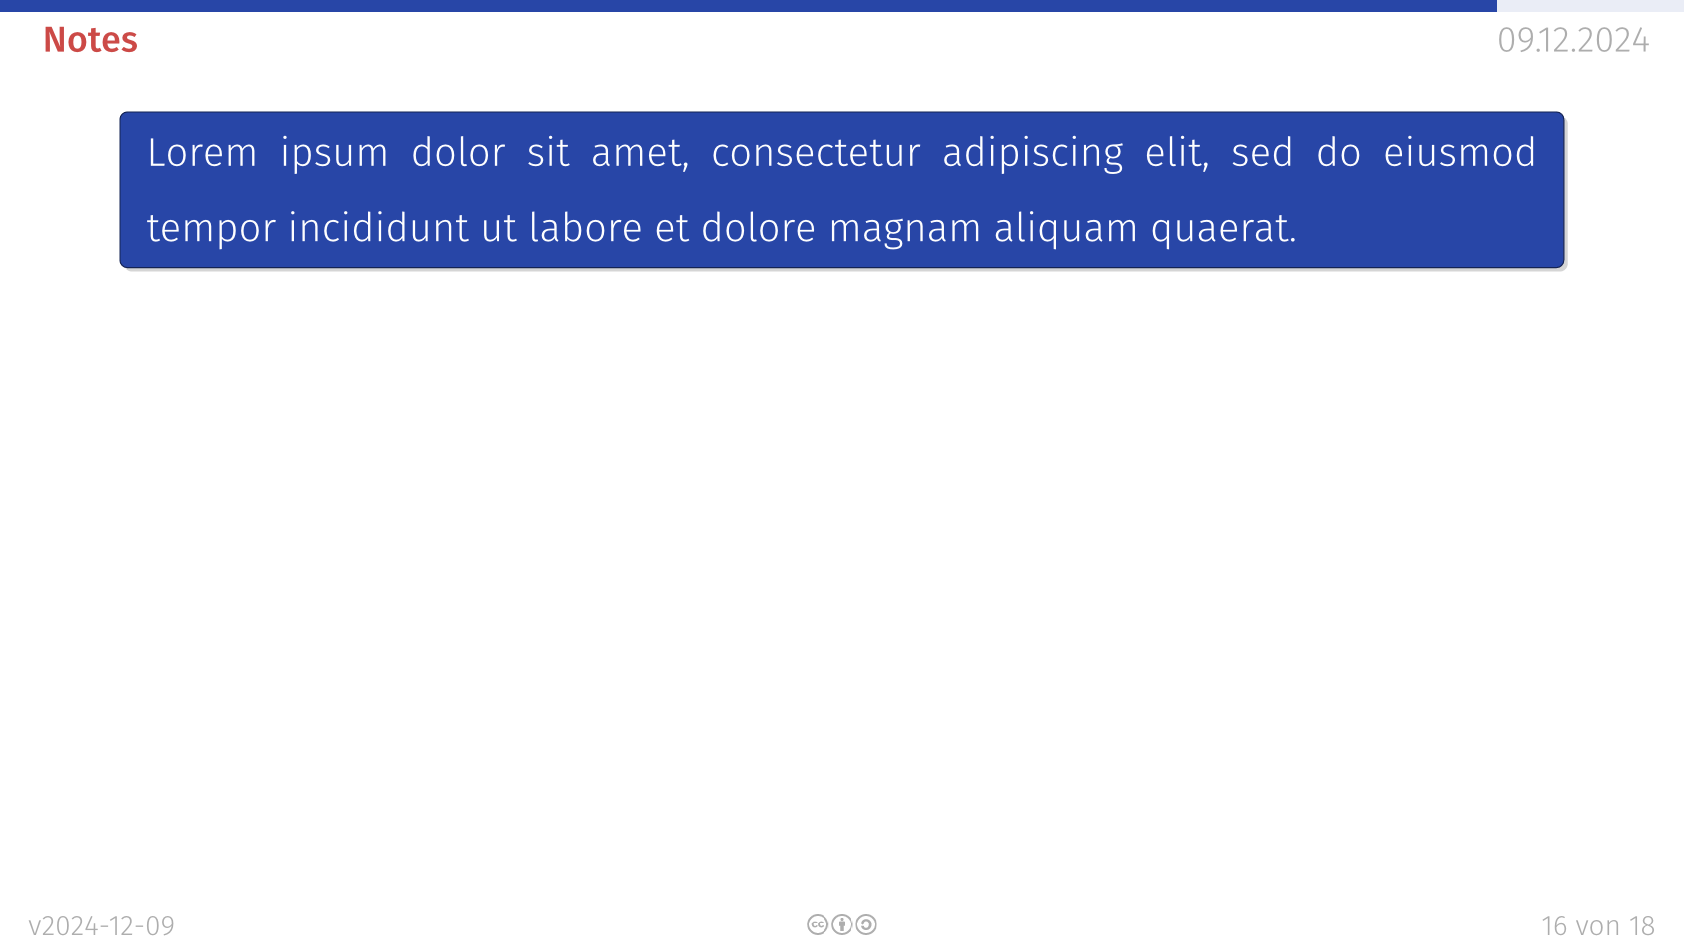 Notes
09.12.2024
Lorem ipsum dolor sit amet, consectetur adipiscing elit, sed do eiusmod
tempor incididunt ut labore et dolore magnam aliquam quaerat.
v2024-12-09
cc
16 von 18